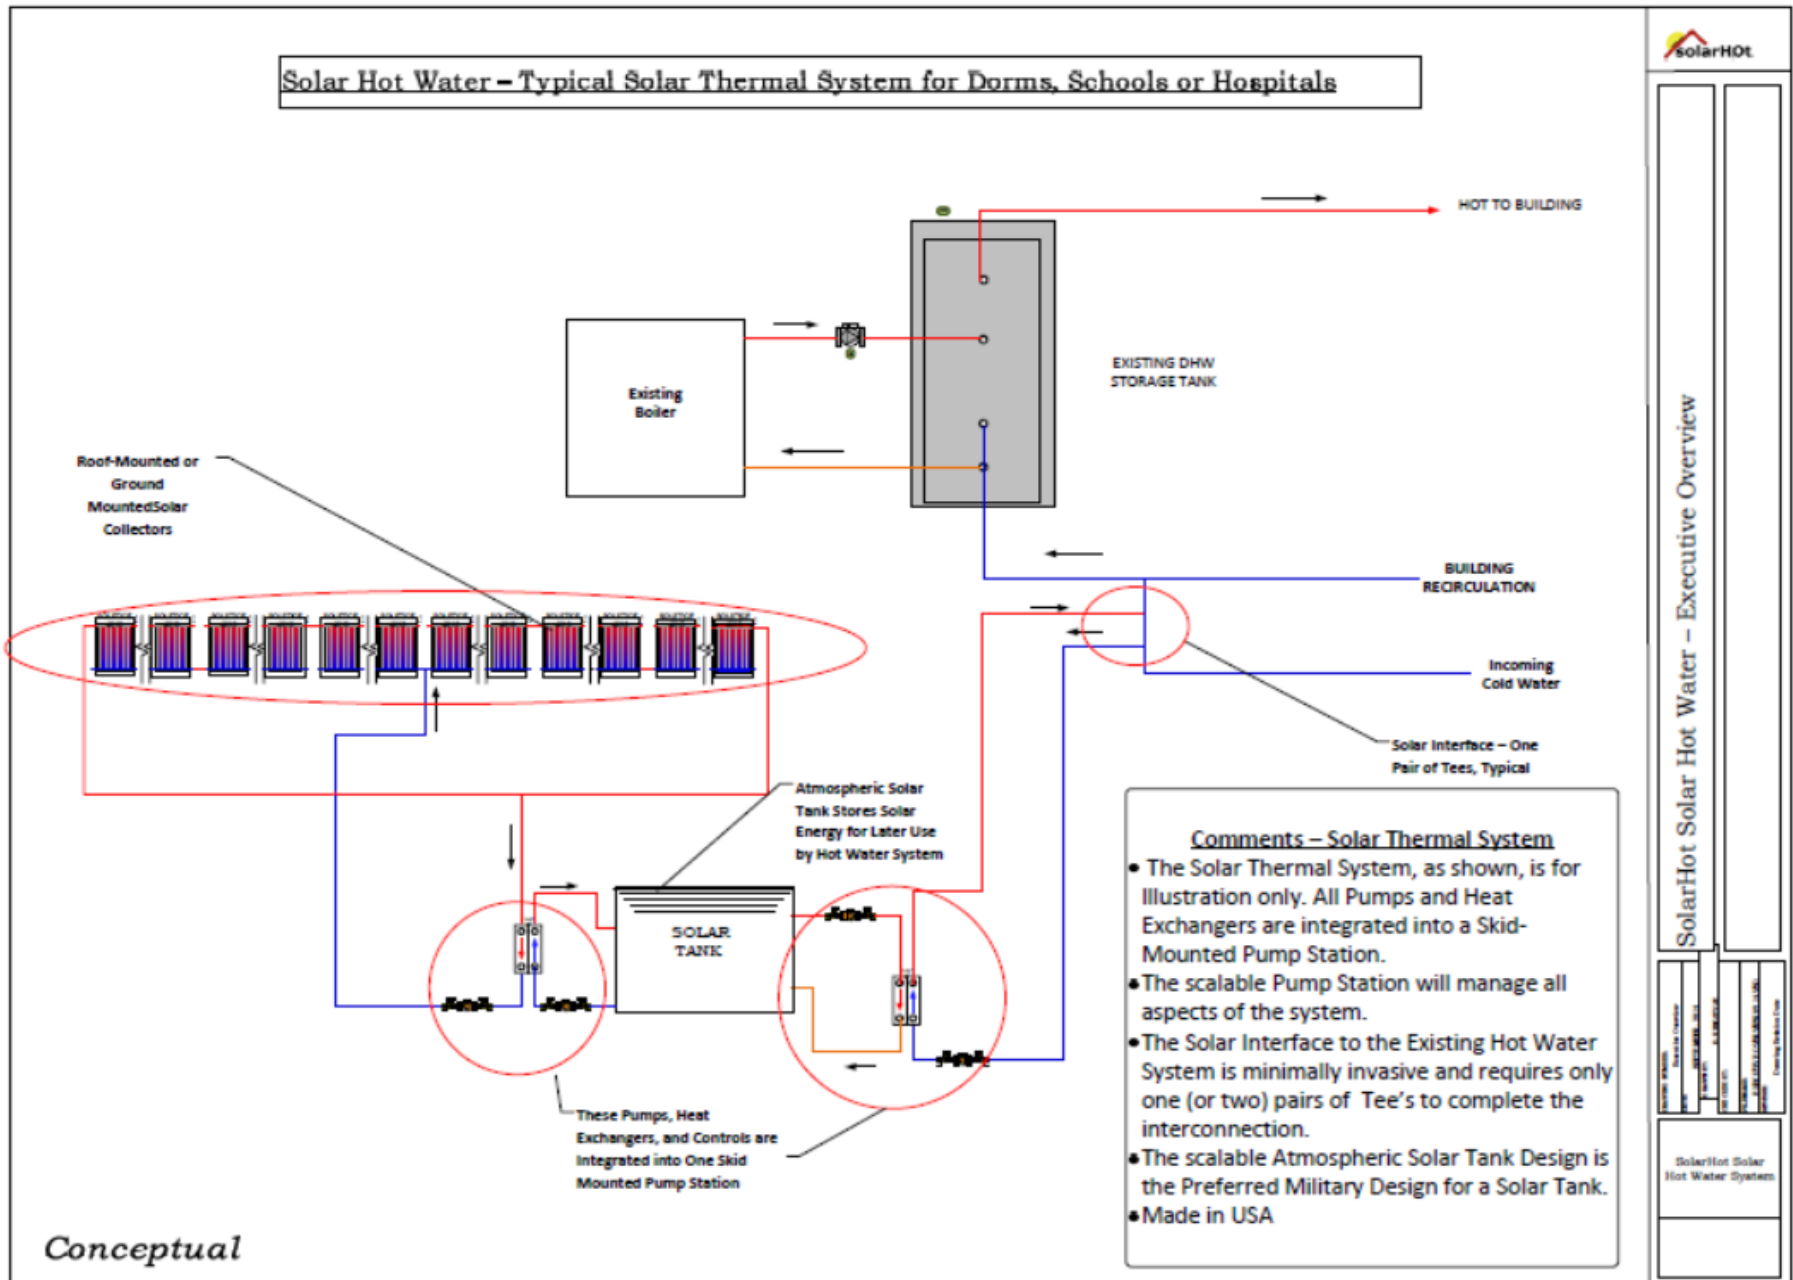 Solar Hot Water – Typical Solar Thermal System for Dorms, Schools or Hospitals
solarHOt
HOT TO BUILDING
EXISTING DHW
STORAGE TANK
Existing
Boiler
Roof-Mounted or
Ground
MountedSolar
Collectors
BUILDING
RECIRCULATION
Incoming
Cold Water
Solar Interface – One
Pair of Tees, Typical
Atmospheric Solar
Tank Stores Solar
Energy for Later Use
by Hot Water System
SOLAR
TANK
These Pumps, Heat
Exchangers, and Controls are
Integrated into One Skid
Mounted Pump Station
Comments – Solar Thermal System
• The Solar Thermal System, as shown, is for
Illustration only. All Pumps and Heat
Exchangers are integrated into a Skid-
Mounted Pump Station.
• The scalable Pump Station will manage all
aspects of the system.
• The Solar Interface to the Existing Hot Water
System is minimally invasive and requires only
one (or two) pairs of Tee's to complete the
interconnection.
• The scalable Atmospheric Solar Tank Design is
the Preferred Military Design for a Solar Tank.
• Made in USA
Conceptual
SolarHot Solar Hot Water – Executive Overview
SolarHot Solar
Hot Water System